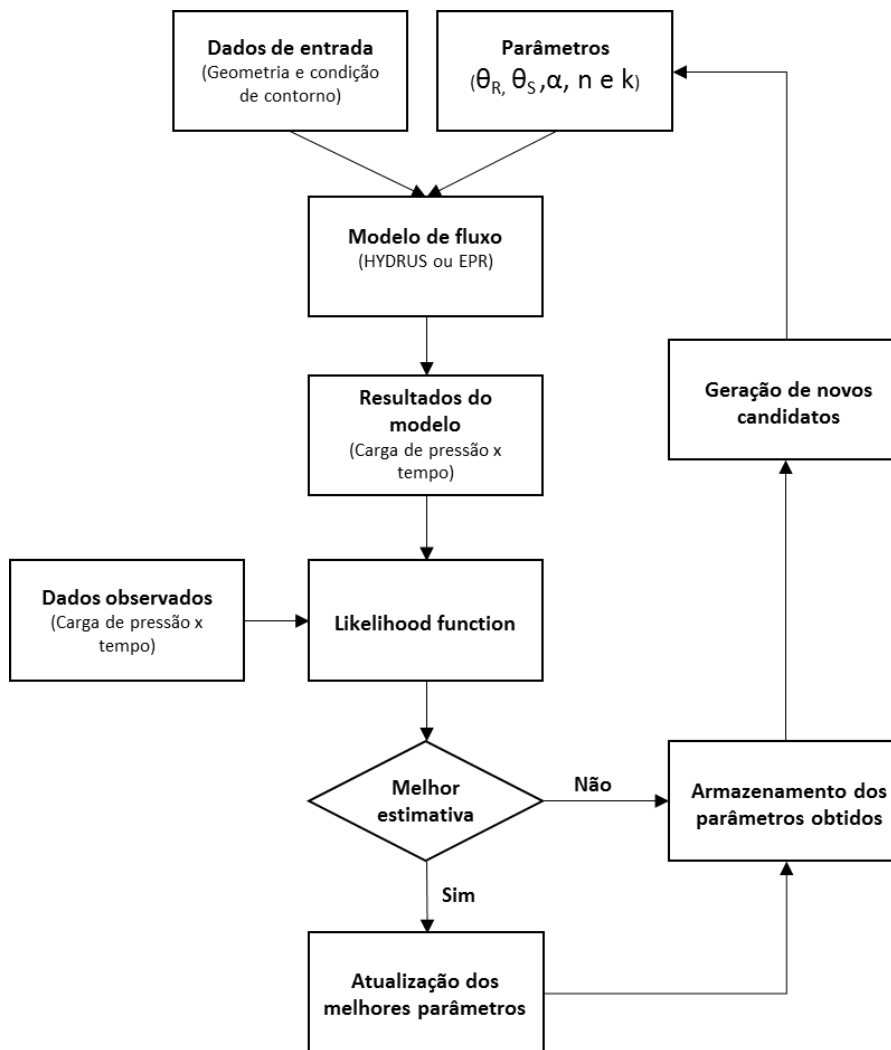 Dados de entrada
(Geometria e condição
de contorno)
Parâmetros
(θR, θS ,α, n e k)
Modelo de fluxo
(HYDRUS ou EPR)
Resultados do
modelo
(Carga de pressão x
tempo)
Geração de novos
candidatos
Dados observados
(Carga de pressão x
tempo)
Likelihood function
Melhor
estimativa
Não
Armazenamento dos
parâmetros obtidos
Sim
Atualização dos
melhores parâmetros